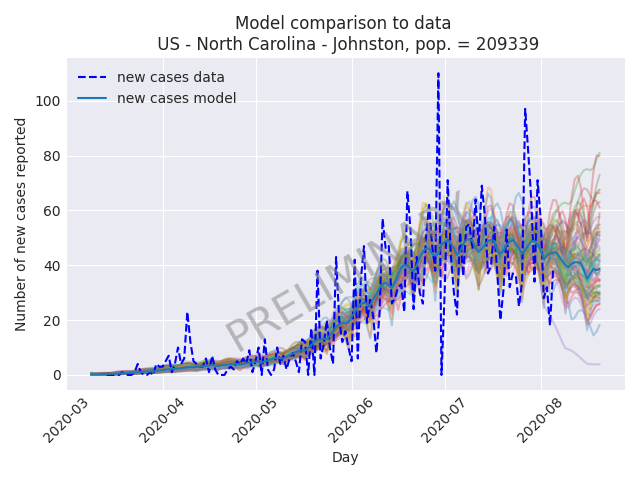 Model comparison to data
US - North Carolina - Johnston, pop. = 209339
new cases data
new cases model
Number of new cases reported
100
80
60
40
20
0
2020-03
2020-04
2020-05
2020-06
2020-07
2020-08
Day
PRELIMINARY